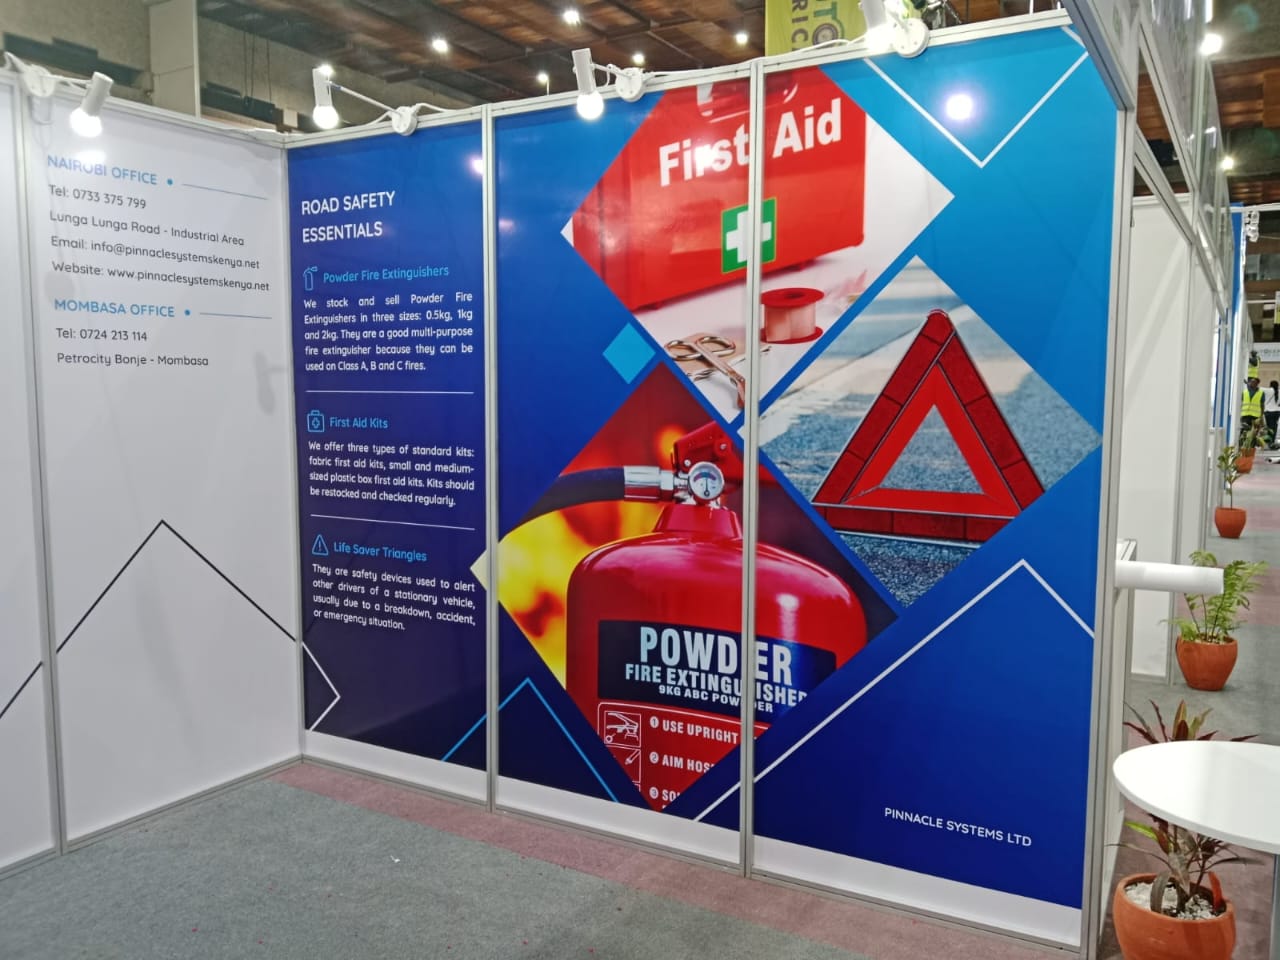 NAIROBI OFFICE
Tel: 0733 375 799
Lunga Lunga Road - Industrial Area
Email: info@pinnaclesystemskenya.net
Website: www.pinnaclesystemskenya.net
MOMBASA OFFICE
Tel: 0724 213 114
Petrocity Bonje - Mombasa
ROAD SAFETY
ESSENTIALS
Powder Fire Extinguishers
We stock and sell Powder Fire
Extinguishers in three sizes: 0.5kg, 1kg
and 2kg. They are a good multi-purpose
fire extinguisher because they can be
used on Class A, B and C fires.
First Aid Kits
We offer three types of standard kits:
fabric first aid kits, small and medium-
sized plastic box first aid kits. Kits should
be restocked and checked regularly.
Life Saver Triangles
They are safety devices used to alert
other drivers of a stationary vehicle,
usually due to a breakdown, accident,
or emergency situation.
First Aid
POWDER
FIRE EXTINGUISHER
9KG ABC POWDER
1 USE UPRIGHT
2 AIM HOS
3 SQ
PINNACLE SYSTEMS LTD